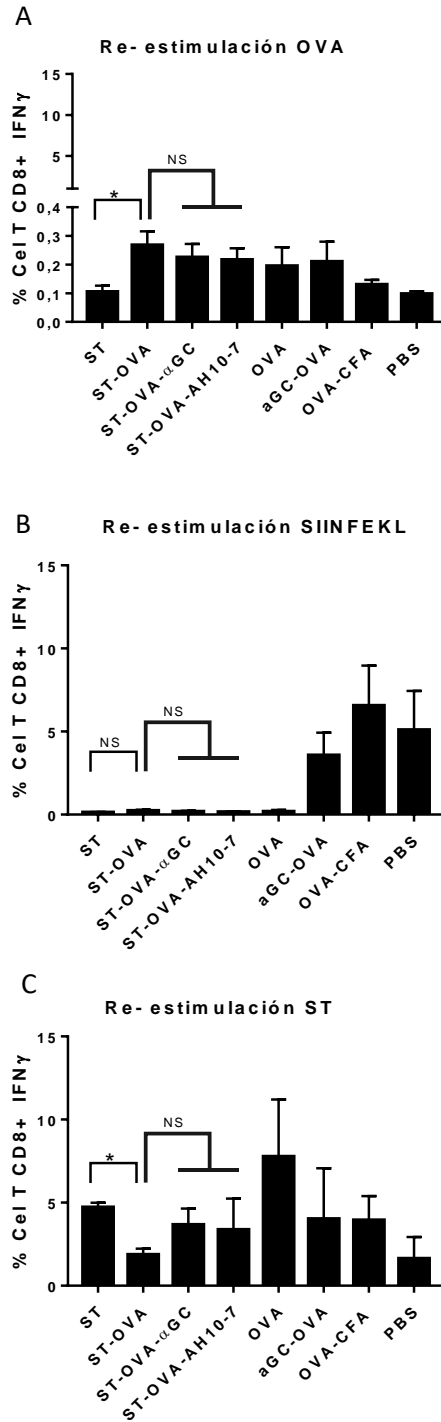 A
Re- estimulación OVA
% Cel T CD8+ IFNγ
15
10
5
0,4
0,3
0,2
0,1
0,0
*
NS
ST
ST-OVA
ST-OVA-αGC
ST-OVA-AH10-7
OVA
aGC-OVA
OVA-CFA
PBS
B
Re- estimulación SIINFEKL
% Cel T CD8+ IFNγ
15
10
5
0
NS
NS
ST
ST-OVA
ST-OVA-αGC
ST-OVA-AH10-7
OVA
aGC-OVA
OVA-CFA
PBS
C
Re- estimulación ST
% Cel T CD8+ IFNγ
15
10
5
0
*
NS
ST
ST-OVA
ST-OVA-αGC
ST-OVA-AH10-7
OVA
aGC-OVA
OVA-CFA
PBS